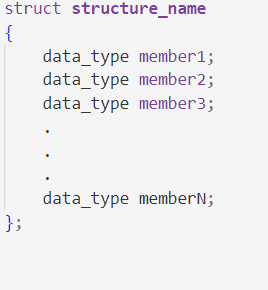 struct structure_name
{
    data_type member1;
    data_type member2;
    data_type member3;
    .
    .
    .
    data_type memberN;
};